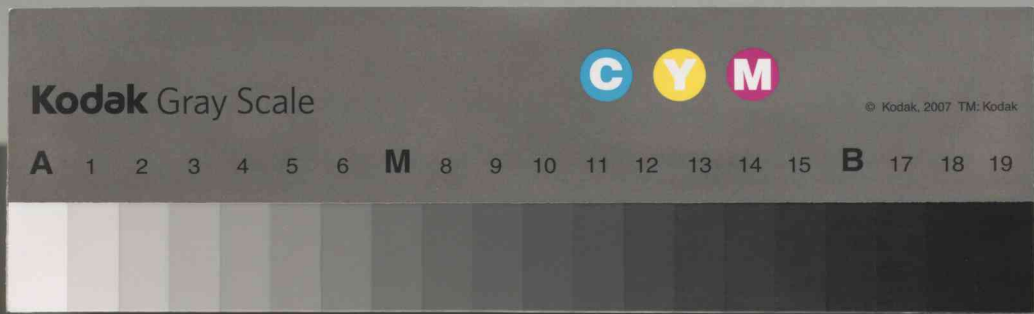 C Y M
Kodak Gray Scale
© Kodak, 2007 TM: Kodak
A 1 2 3 4 5 6 M 8 9 10 11 12 13 14 15 B 17 18 19